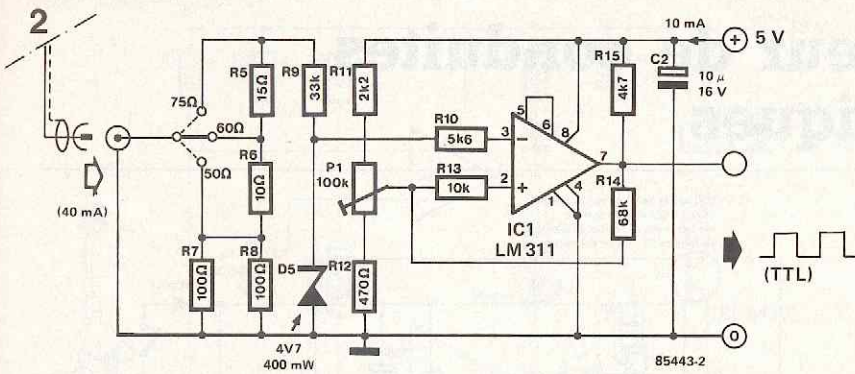 2
(40 mA)
75Ω
60Ω
50Ω
R5
15Ω
R6
10Ω
R7
100Ω
R8
100Ω
R9
33k
D5
4V7
400 mW
R11
2k2
P1
100k
R12
470Ω
R10
5k6
R13
10k
3
2
5
6
8
7
1
4
IC1
LM 311
R15
4k7
R14
68k
10 mA
5 V
C2
10 µ
16 V
(TTL)
0
85443-2